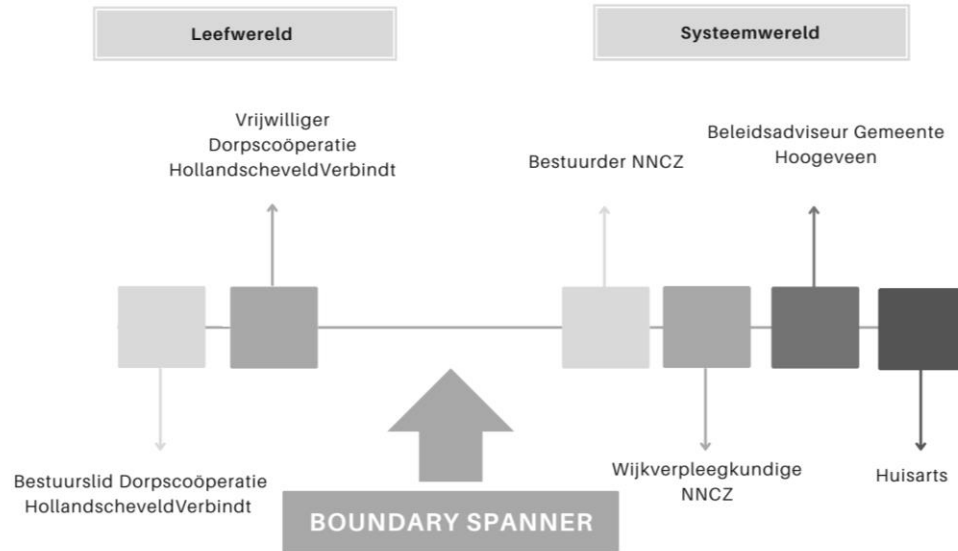 Leefwereld
Systeemwereld
Vrijwilliger
Dorpscoöperatie
HollandscheveldVerbindt
Bestuurder NNCZ
Beleidsadviseur Gemeente
Hoogeveen
Bestuurslid Dorpscoöperatie
HollandscheveldVerbindt
Wijkverpleegkundige
NNCZ
Huisarts
BOUNDARY SPANNER